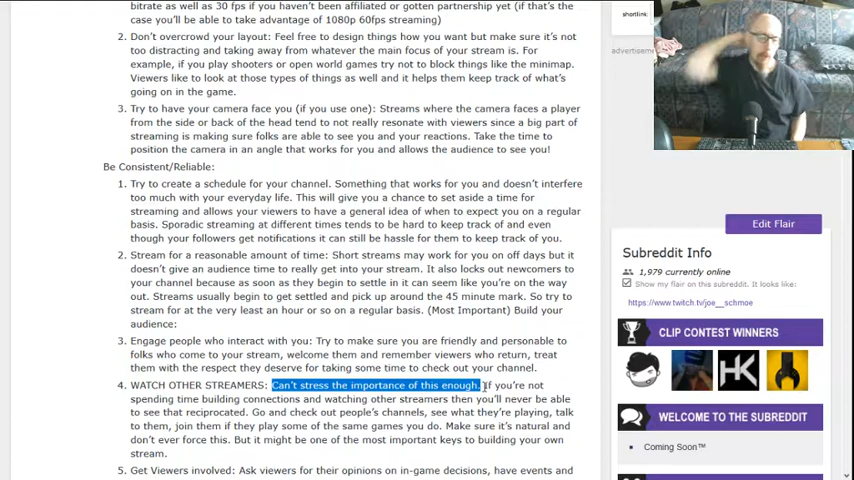 bitrate as well as 30 fps if you haven't been affiliated or gotten partnership yet (if that's the
case you'll be able to take advantage of 1080p 60fps streaming)
2. Don't overcrowd your layout: Feel free to design things how you want but make sure it's not
too distracting and taking away from whatever the main focus of your stream is. For
example, if you play shooters or open world games try not to block things like the minimap.
Viewers like to look at those types of things as well and it helps them keep track of what's
going on in the game.
3. Try to have your camera face you (if you use one): Streams where the camera faces a player
from the side or back of the head tend to not really resonate with viewers since a big part of
streaming is making sure folks are able to see you and your reactions. Take the time to
position the camera in an angle that works for you and allows the audience to see you!
Be Consistent/Reliable:
1. Try to create a schedule for your channel. Something that works for you and doesn't interfere
too much with your everyday life. This will give you a chance to set aside a time for
streaming and allows your viewers to have a general idea of when to expect you on a regular
basis. Sporadic streaming at different times tends to be hard to keep track of and even
though your followers get notifications it can still be hassle for them to keep track of you.
2. Stream for a reasonable amount of time: Short streams may work for you on off days but it
doesn't give an audience time to really get into your stream. It also locks out newcomers to
your channel because as soon as they begin to settle in it can seem like you're on the way
out. Streams usually begin to get settled and pick up around the 45 minute mark. So try to
stream for at the very least an hour or so on a regular basis. (Most Important) Build your
audience:
3. Engage people who interact with you: Try to make sure you are friendly and personable to
folks who come to your stream, welcome them and remember viewers who return, treat
them with the respect they deserve for taking some time to check out your channel.
4. WATCH OTHER STREAMERS: Can't stress the importance of this enough. If you're not
spending time building connections and watching other streamers then you'll never be able
to see that reciprocated. Go and check out people's channels, see what they're playing, talk
to them, join them if they play some of the same games you do. Make sure it's natural and
don't ever force this. But it might be one of the most important keys to building your own
stream.
5. Get Viewers involved: Ask viewers for their opinions on in-game decisions, have events and
shortlink:
advertisement
Edit Flair
Subreddit Info
1,979 currently online
Show my flair on this subreddit. It looks like:
https://www.twitch.tv/joe__schmoe
CLIP CONTEST WINNERS
HK
WELCOME TO THE SUBREDDIT
Coming Soon™